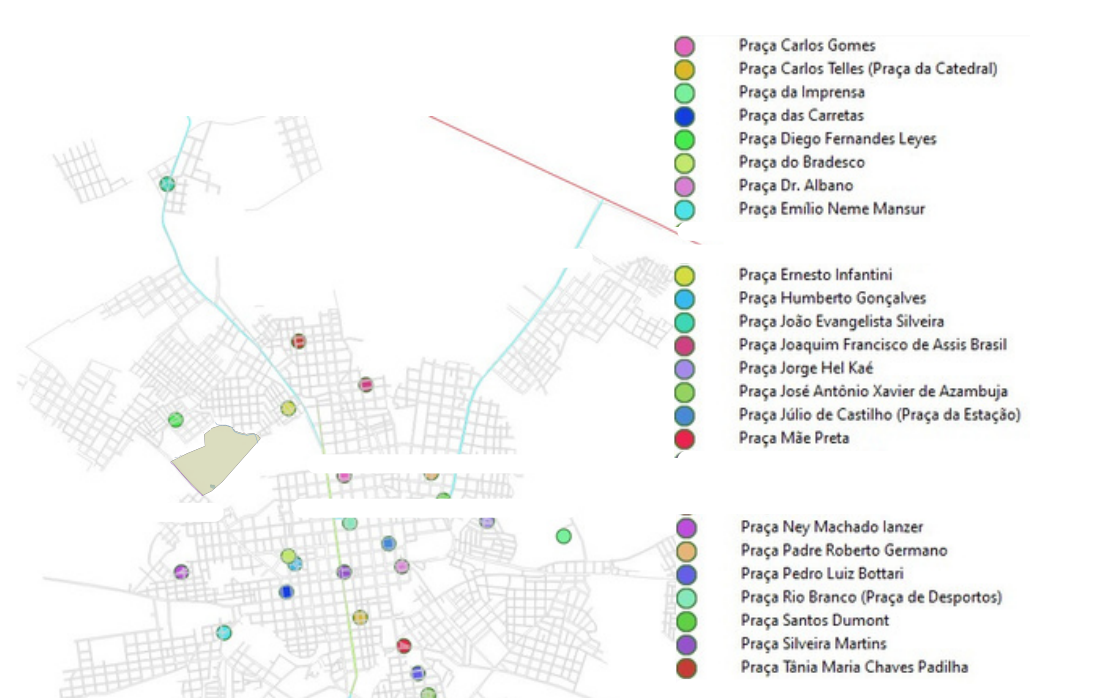 Praça Carlos Gomes
Praça Carlos Telles (Praça da Catedral)
Praça da Imprensa
Praça das Carretas
Praça Diego Fernandes Leyes
Praça do Bradesco
Praça Dr. Albano
Praça Emílio Neme Mansur
Praça Ernesto Infantini
Praça Humberto Gonçalves
Praça João Evangelista Silveira
Praça Joaquim Francisco de Assis Brasil
Praça Jorge Hel Kaé
Praça José Antônio Xavier de Azambuja
Praça Júlio de Castilho (Praça da Estação)
Praça Mãe Preta
Praça Ney Machado Ianzer
Praça Padre Roberto Germano
Praça Pedro Luiz Bottari
Praça Rio Branco (Praça de Desportos)
Praça Santos Dumont
Praça Silveira Martins
Praça Tânia Maria Chaves Padilha